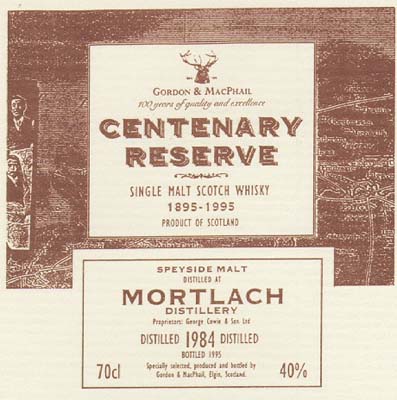 GORDON & MACPHAIL
100 years of quality and excellence
CENTENARY
RESERVE
SINGLE MALT SCOTCH WHISKY
1895-1995
PRODUCT OF SCOTLAND
SPEYSIDE MALT
DISTILLED AT
MORTLACH
DISTILLERY
Proprietors: George Cowie & Son Ltd
DISTILLED 1984 DISTILLED
BOTTLED 1995
70cl Specially selected, produced and bottled by 40%
Gordon & MacPhail, Elgin, Scotland.